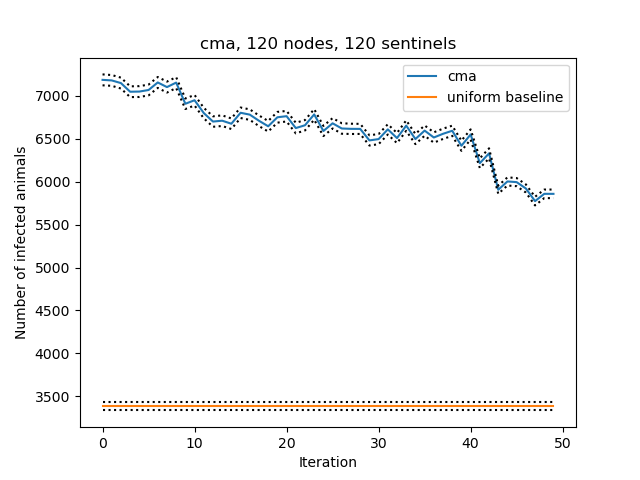 cma, 120 nodes, 120 sentinels
cma
uniform baseline
Number of infected animals
7000
6500
6000
5500
5000
4500
4000
3500
0 10 20 30 40 50
Iteration